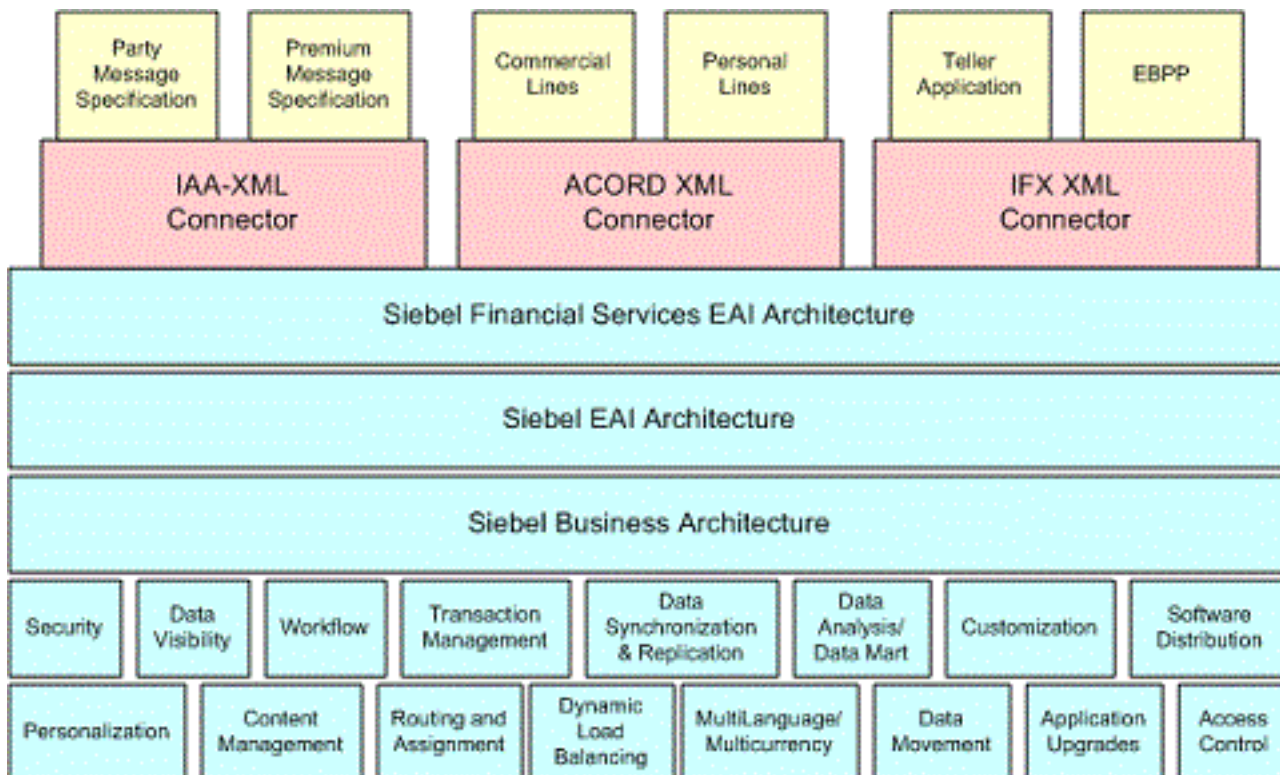 Party
Message
Specification
Premium
Message
Specification
Commercial
Lines
Personal
Lines
Teller
Application
EBPP
IAA-XML
Connector
ACORD XML
Connector
IFX XML
Connector
Siebel Financial Services EAI Architecture
Siebel EAI Architecture
Siebel Business Architecture
Security
Data
Visibility
Workflow
Transaction
Management
Data
Synchronization
& Replication
Data
Analysis/
Data Mart
Customization
Software
Distribution
Personalization
Content
Management
Routing and
Assignment
Dynamic
Load
Balancing
MultiLanguage/
Multicurrency
Data
Movement
Application
Upgrades
Access
Control